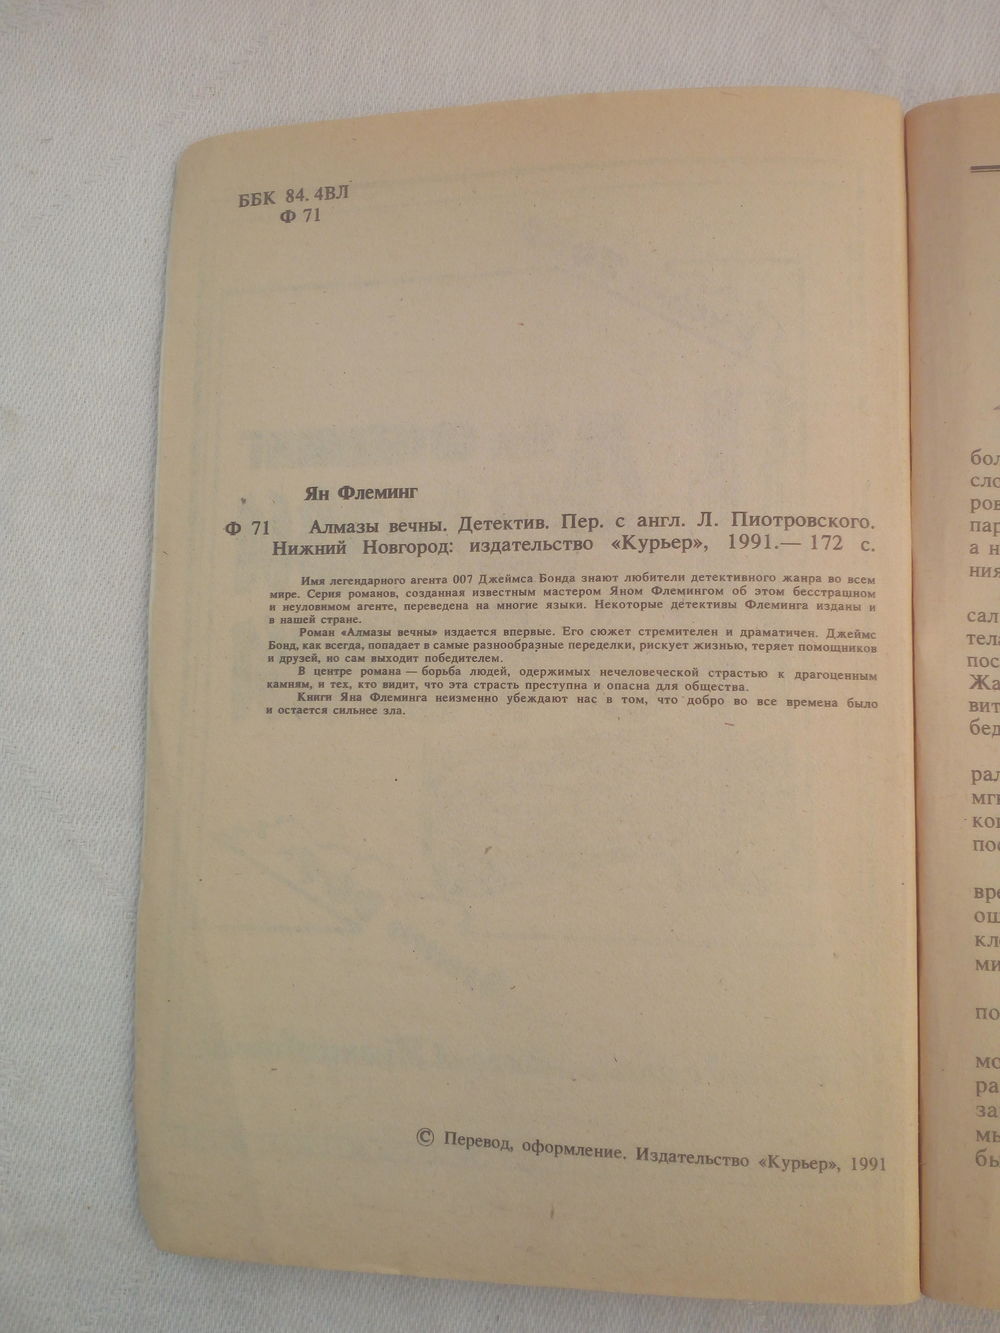 ББК 84. 4ВЛ
Ф 71
Ян Флеминг
Ф 71 Алмазы вечны. Детектив. Пер. с англ. Л. Пиотровского.
Нижний Новгород: издательство «Курьер», 1991.— 172 с.
Имя легендарного агента 007 Джеймса Бонда знают любители детективного жанра во всем
мире. Серия романов, созданная известным мастером Яном Флемингом об этом бесстрашном
и неуловимом агенте, переведена на многие языки. Некоторые детективы Флеминга изданы и
в нашей стране.
Роман «Алмазы вечны» издается впервые. Его сюжет стремителен и драматичен. Джеймс
Бонд, как всегда, попадает в самые разнообразные переделки, рискует жизнью, теряет помощников
и друзей, но сам выходит победителем.
В центре романа — борьба людей, одержимых нечеловеческой страстью к драгоценным
камням, и тех, кто видит, что эта страсть преступна и опасна для общества.
Книги Яна Флеминга неизменно убеждают нас в том, что добро во все времена было
и остается сильнее зла.
© Перевод, оформление. Издательство «Курьер», 1991